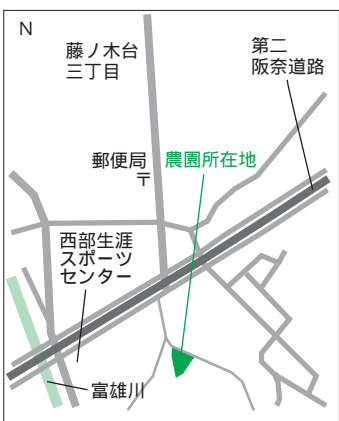 N
藤ノ木台
三丁目
第二
阪奈道路
郵便局
〒
農園所在地
西部生涯
スポーツ
センター
富雄川